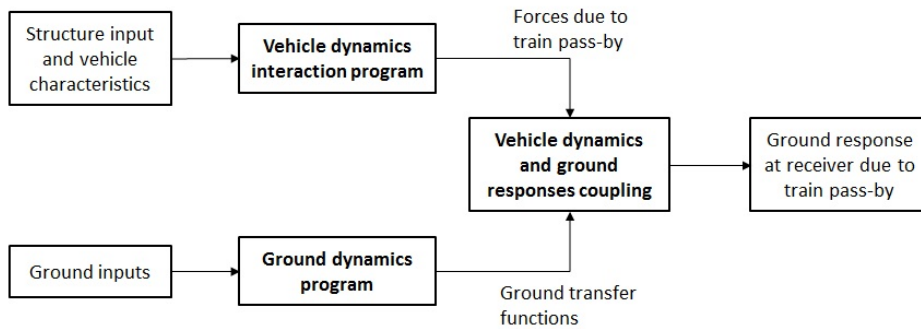 Structure input
and vehicle
characteristics
Vehicle dynamics
interaction program
Forces due to
train pass-by
Vehicle dynamics
and ground
responses coupling
Ground response
at receiver due to
train pass-by
Ground inputs
Ground dynamics
program
Ground transfer
functions